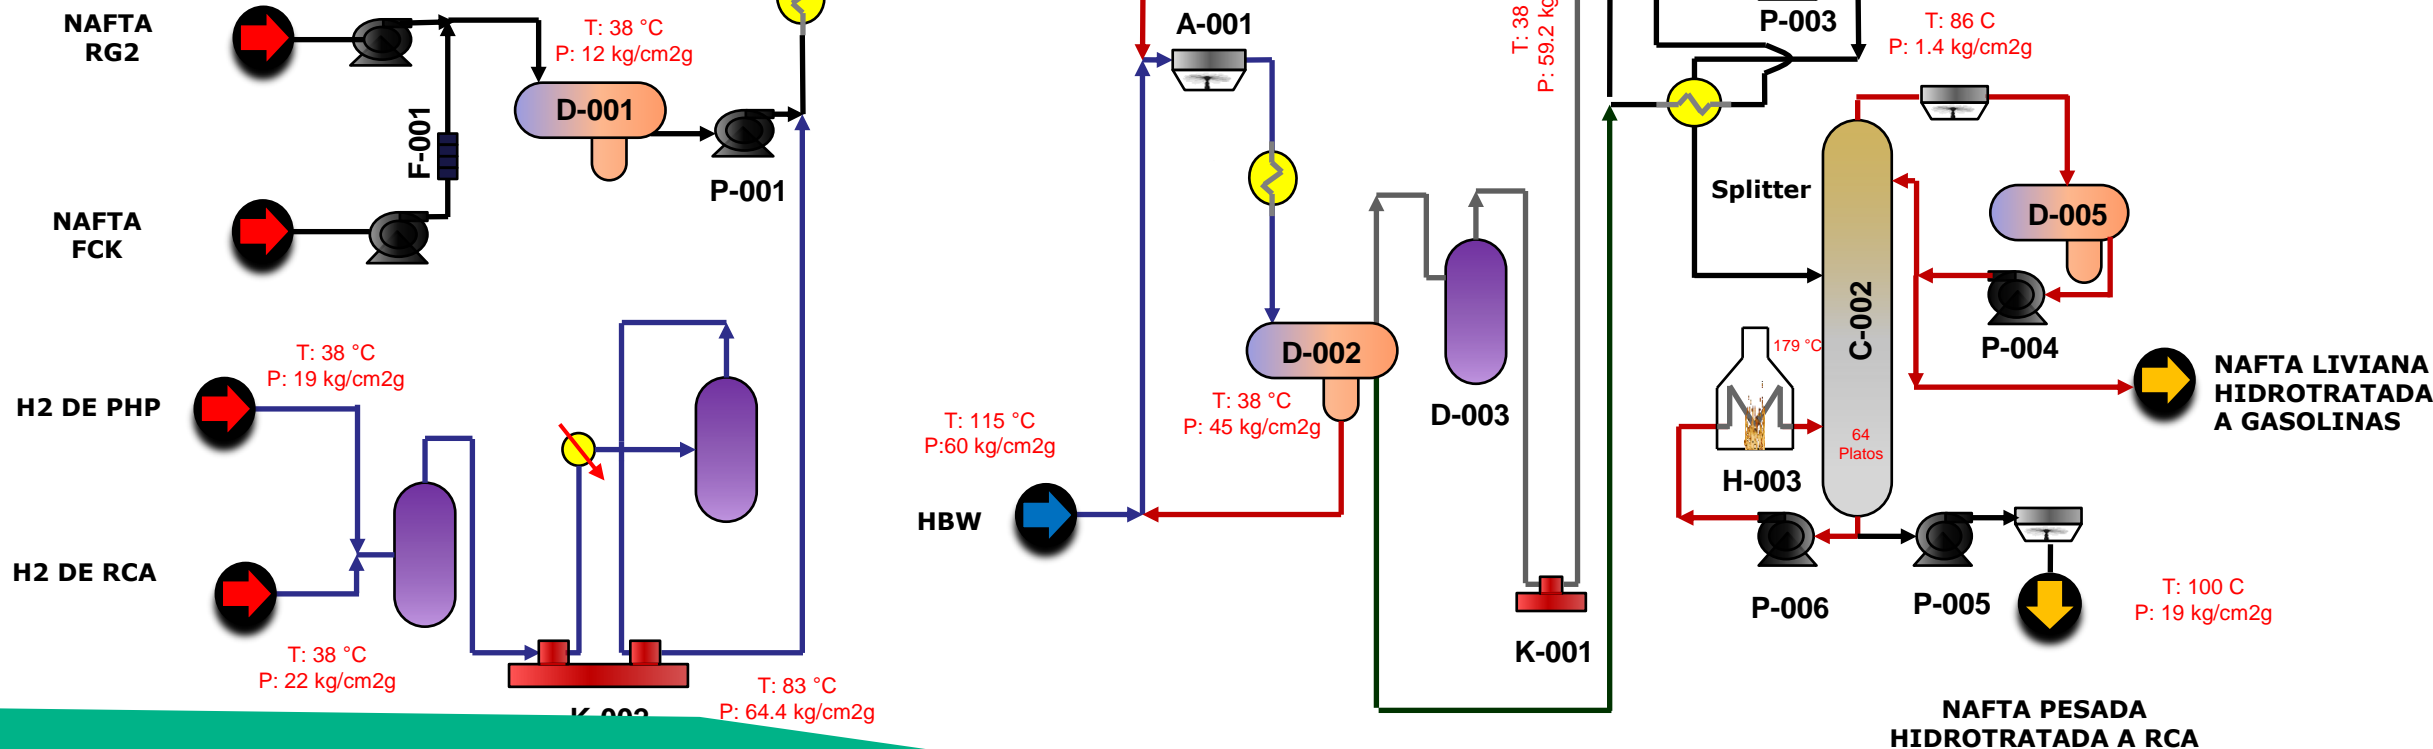 NAFTA
RG2
T: 38 °C
P: 12 kg/cm2g
D-001
F-001
P-001
NAFTA
FCK
T: 38 °C
P: 19 kg/cm2g
H2 DE PHP
H2 DE RCA
T: 38 °C
P: 22 kg/cm2g
K-002
T: 83 °C
P: 64.4 kg/cm2g
A-001
T: 38
P: 59.2
D-002
T: 38 °C
P: 45 kg/cm2g
D-003
T: 115 °C
P:60 kg/cm2g
HBW
K-001
P-003
T: 86 C
P: 1.4 kg/cm2g
Splitter
D-005
C-002
P-004
179 °C
64
Platos
H-003
NAFTA LIVIANA
HIDROTRATADA
A GASOLINAS
P-006
P-005
T: 100 C
P: 19 kg/cm2g
NAFTA PESADA
HIDROTRATADA A RCA